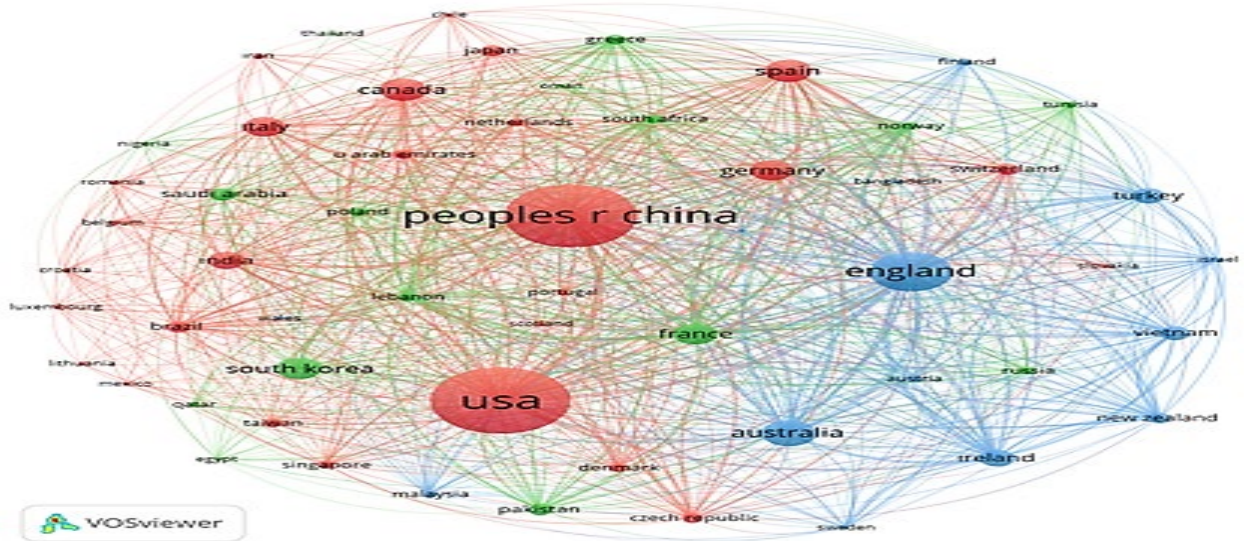 chile
thailand
japan
greece
iran
finland
spain
canada
oman
tunisia
netherlands
south africa
italy
norway
nigeria
u arab emirates
germany
switzerland
romania
bangladesh
saudi arabia
turkey
poland
peoples r china
belgium
india
israel
slovakia
croatia
england
portugal
lebanon
luxembourg
wales
scotland
brazil
france
vietnam
lithuania
south korea
russia
austria
mexico
usa
qatar
taiwan
new zealand
australia
egypt
singapore
denmark
ireland
malaysia
pakistan
czech republic
sweden
VOSviewer